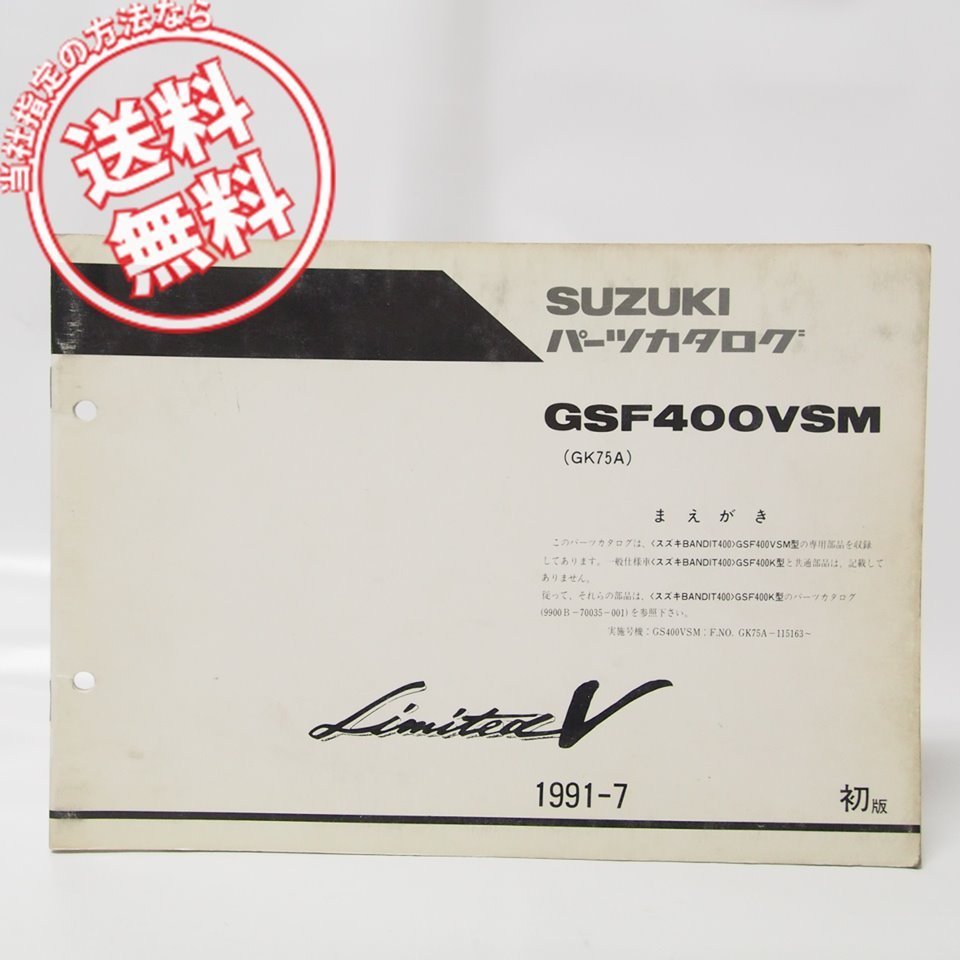 当社指定の方法なら
送料
無料
SUZUKI
パーツカタログ
GSF400VSM
(GK75A)
まえがき
このパーツカタログは、〈スズキBANDIT400〉GSF400VSM型の専用部品を収録
してあります。一般仕様車〈スズキBANDIT400〉GSF400K型と共通部品は、記載して
ありません。
従って、それらの部品は、〈スズキBANDIT400〉GSF400K型のパーツカタログ
(9900B-70035-001)を参照下さい。
実施号機：GS400VSM：F.NO. GK75A-115163~
Limited V
1991-7
初版